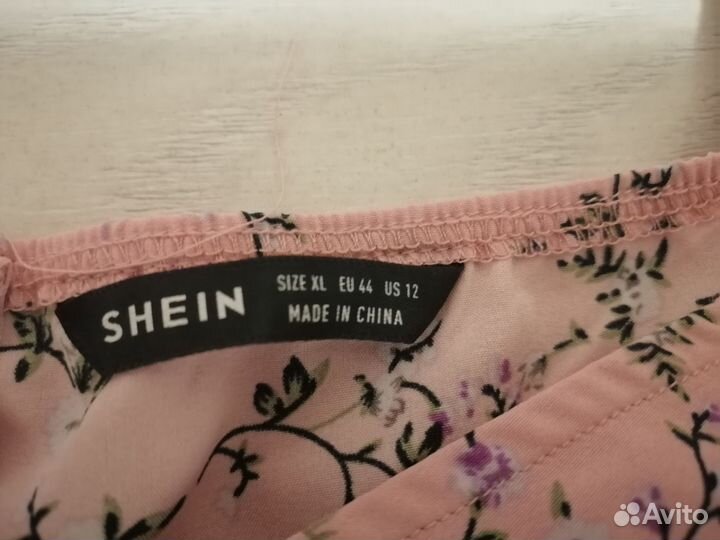 SHEIN
SIZE XL EU 44 US 12
MADE IN CHINA
Avito